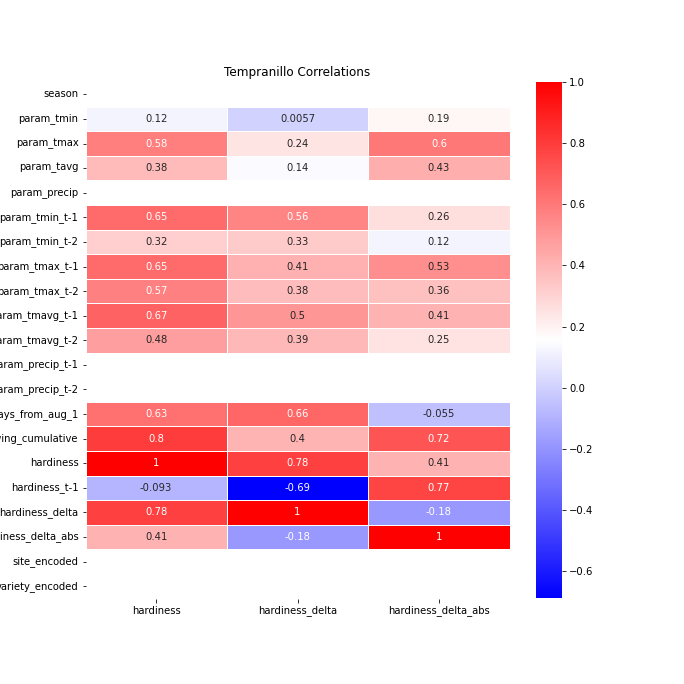 Tempranillo Correlations
season
param_tmin 0.12 0.0057 0.19
param_tmax 0.58 0.24 0.6
param_tavg 0.38 0.14 0.43
param_precip
param_tmin_t-1 0.65 0.56 0.26
param_tmin_t-2 0.32 0.33 0.12
param_tmax_t-1 0.65 0.41 0.53
param_tmax_t-2 0.57 0.38 0.36
aram_tmavg_t-1 0.67 0.5 0.41
aram_tmavg_t-2 0.48 0.39 0.25
aram_precip_t-1
aram_precip_t-2
ays_from_aug_1 0.63 0.66 -0.055
ing_cumulative 0.8 0.4 0.72
hardiness 1 0.78 0.41
hardiness_t-1 -0.093 -0.69 0.77
hardiness_delta 0.78 1 -0.18
iness_delta_abs 0.41 -0.18 1
site_encoded
variety_encoded
hardiness hardiness_delta hardiness_delta_abs
1.0
0.8
0.6
0.4
0.2
0.0
-0.2
-0.4
-0.6